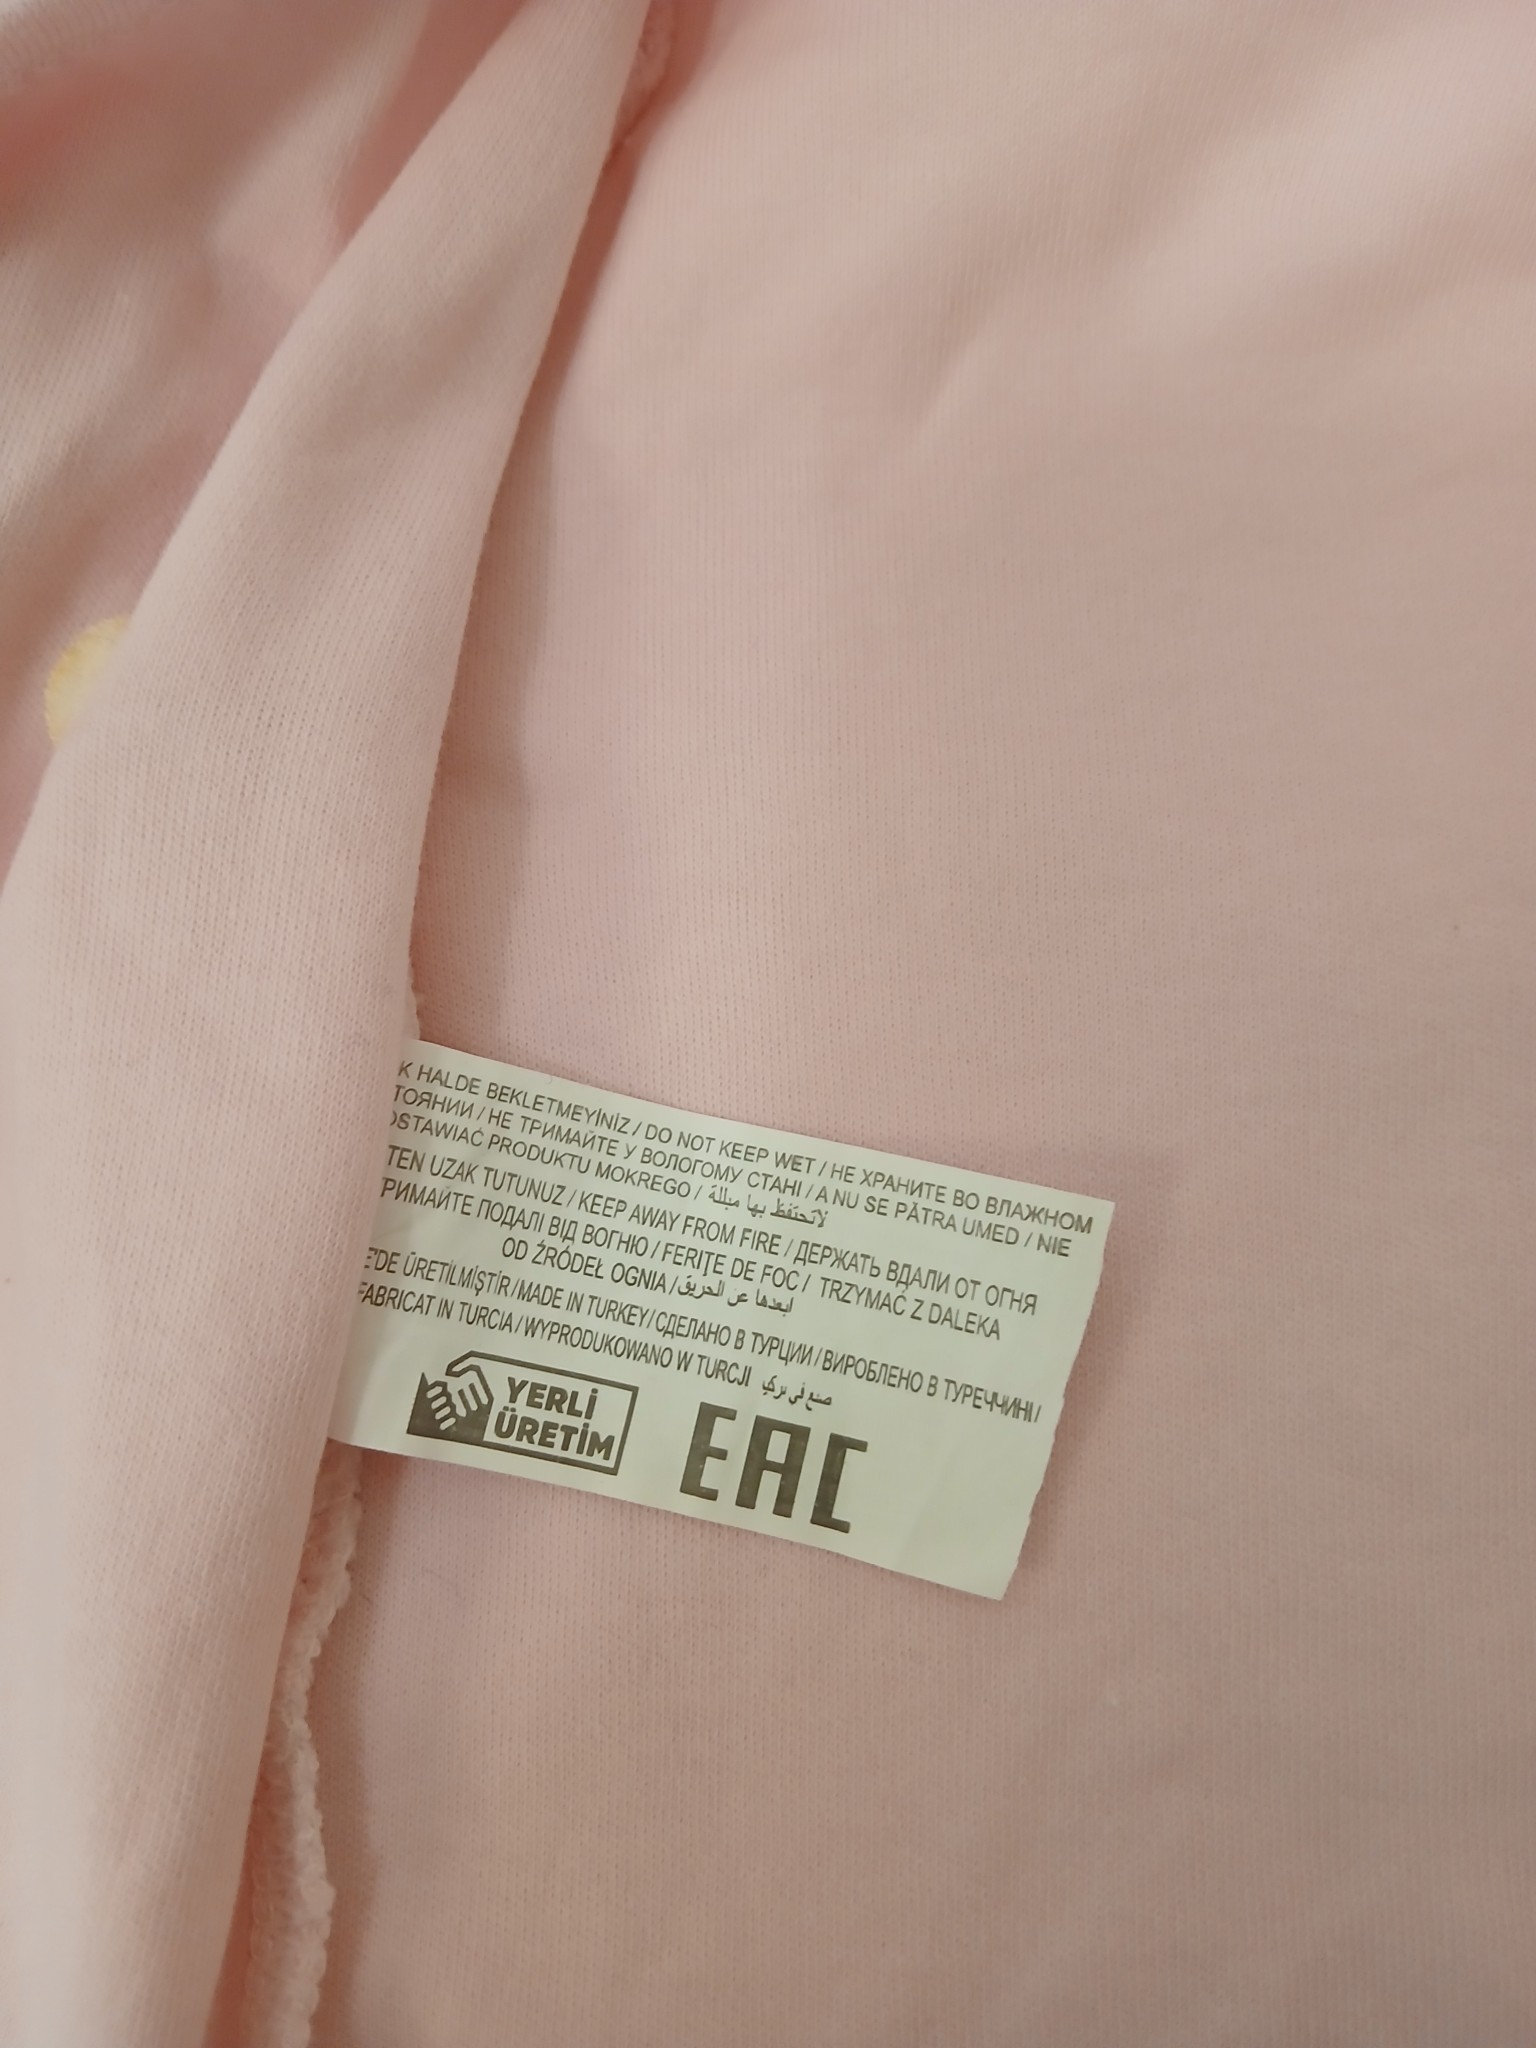 K HALDE BEKLETMEYİNİZ / DO NOT KEEP WET / НЕ ХРАНИТЕ ВО ВЛАЖНОМ
ТОЯНИИ / НЕ ТРИМАЙТЕ У ВОЛОГОМУ СТАНІ / A NU SE PĂTRA UMED / NIE
OSTAWIAĆ PRODUKTU MOKREGO / لاتحتفظ بها مبللة
TEN UZAK TUTUNUZ / KEEP AWAY FROM FIRE / ДЕРЖАТЬ ВДАЛИ ОТ ОГНЯ
РИМАЙТЕ ПОДАЛІ ВІД ВОГНЮ / FERIŢE DE FOC / TRZYMAĆ Z DALEKA
OD ŹRÓDEŁ OGNIA / ابعدها عن الحريق
E'DE ÜRETİLMİŞTİR / MADE IN TURKEY / СДЕЛАНО В ТУРЦИИ / ВИРОБЛЕНО В ТУРЕЧЧИНІ /
FABRICAT IN TURCIA / WYPRODUKOWANO W TURCJI صنع في تركيا
YERLİ
ÜRETİM
EAC